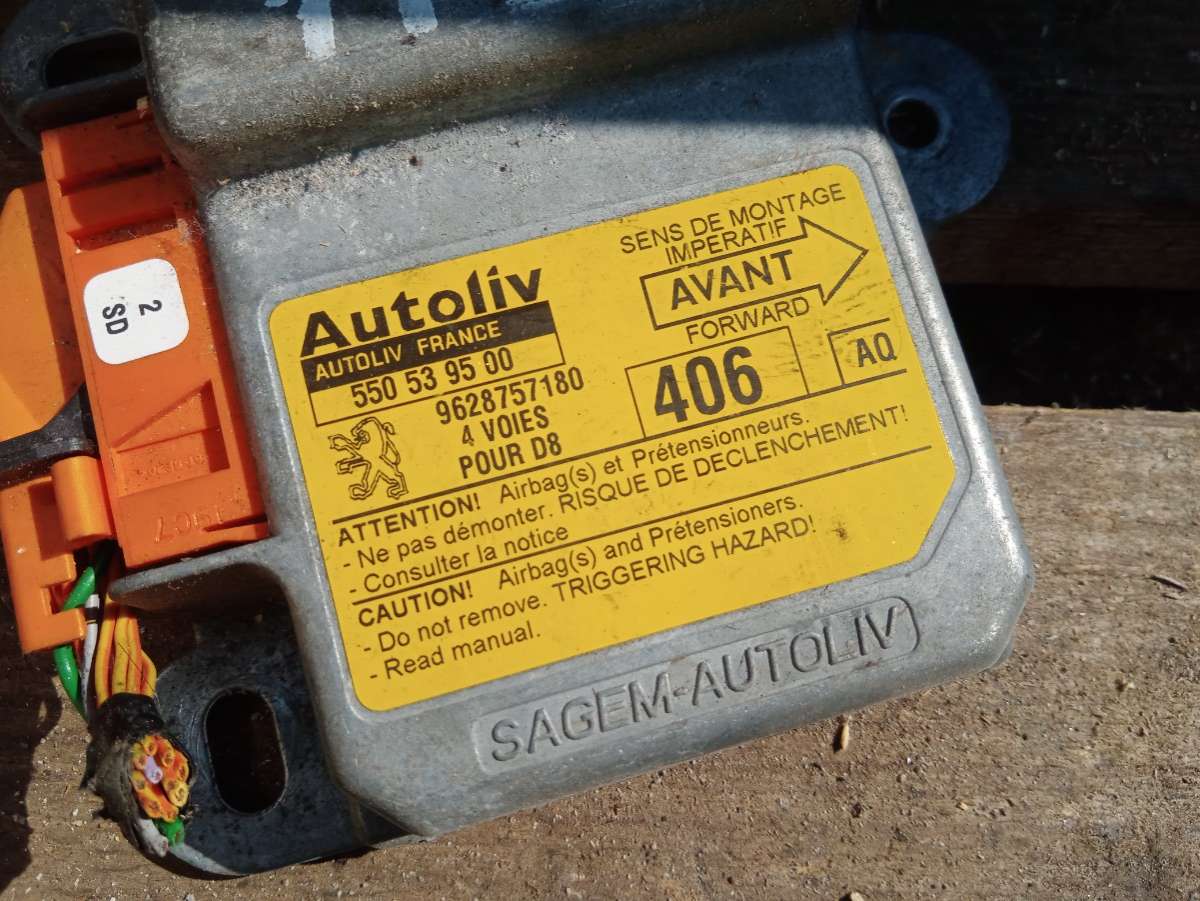 SENS DE MONTAGE
IMPERATIF
AVANT
FORWARD
Autoliv
AUTOLIV FRANCE
550 53 95 00
9628757180
4 VOIES
POUR D8
406
AQ
ATTENTION! Airbag(s) et Prétensionneurs.
- Ne pas démonter. RISQUE DE DECLENCHEMENT!
- Consulter la notice
CAUTION! Airbag(s) and Prétensioners.
- Do not remove. TRIGGERING HAZARD!
- Read manual.
SAGEM-AUTOLIV
2
SD